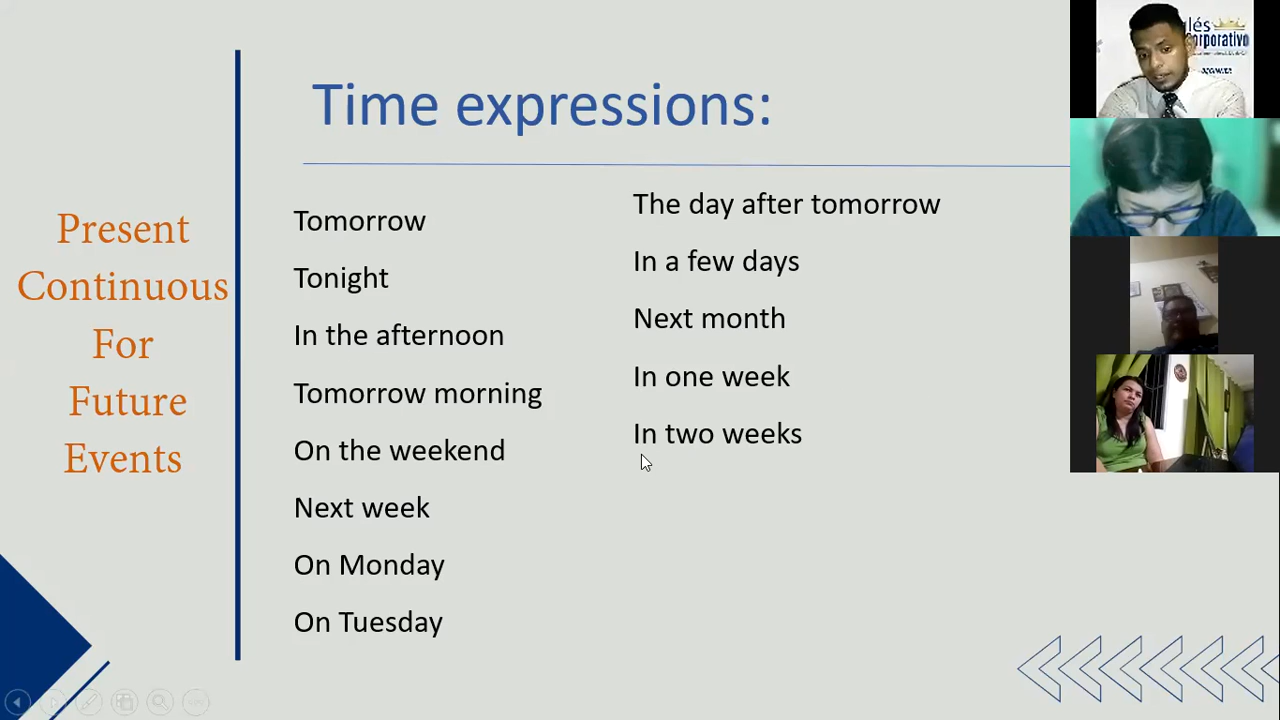 Time expressions:
Present
Continuous
For
Future
Events
Tomorrow
Tonight
In the afternoon
Tomorrow morning
On the weekend
Next week
On Monday
On Tuesday
The day after tomorrow
In a few days
Next month
In one week
In two weeks
glés
Corporativo